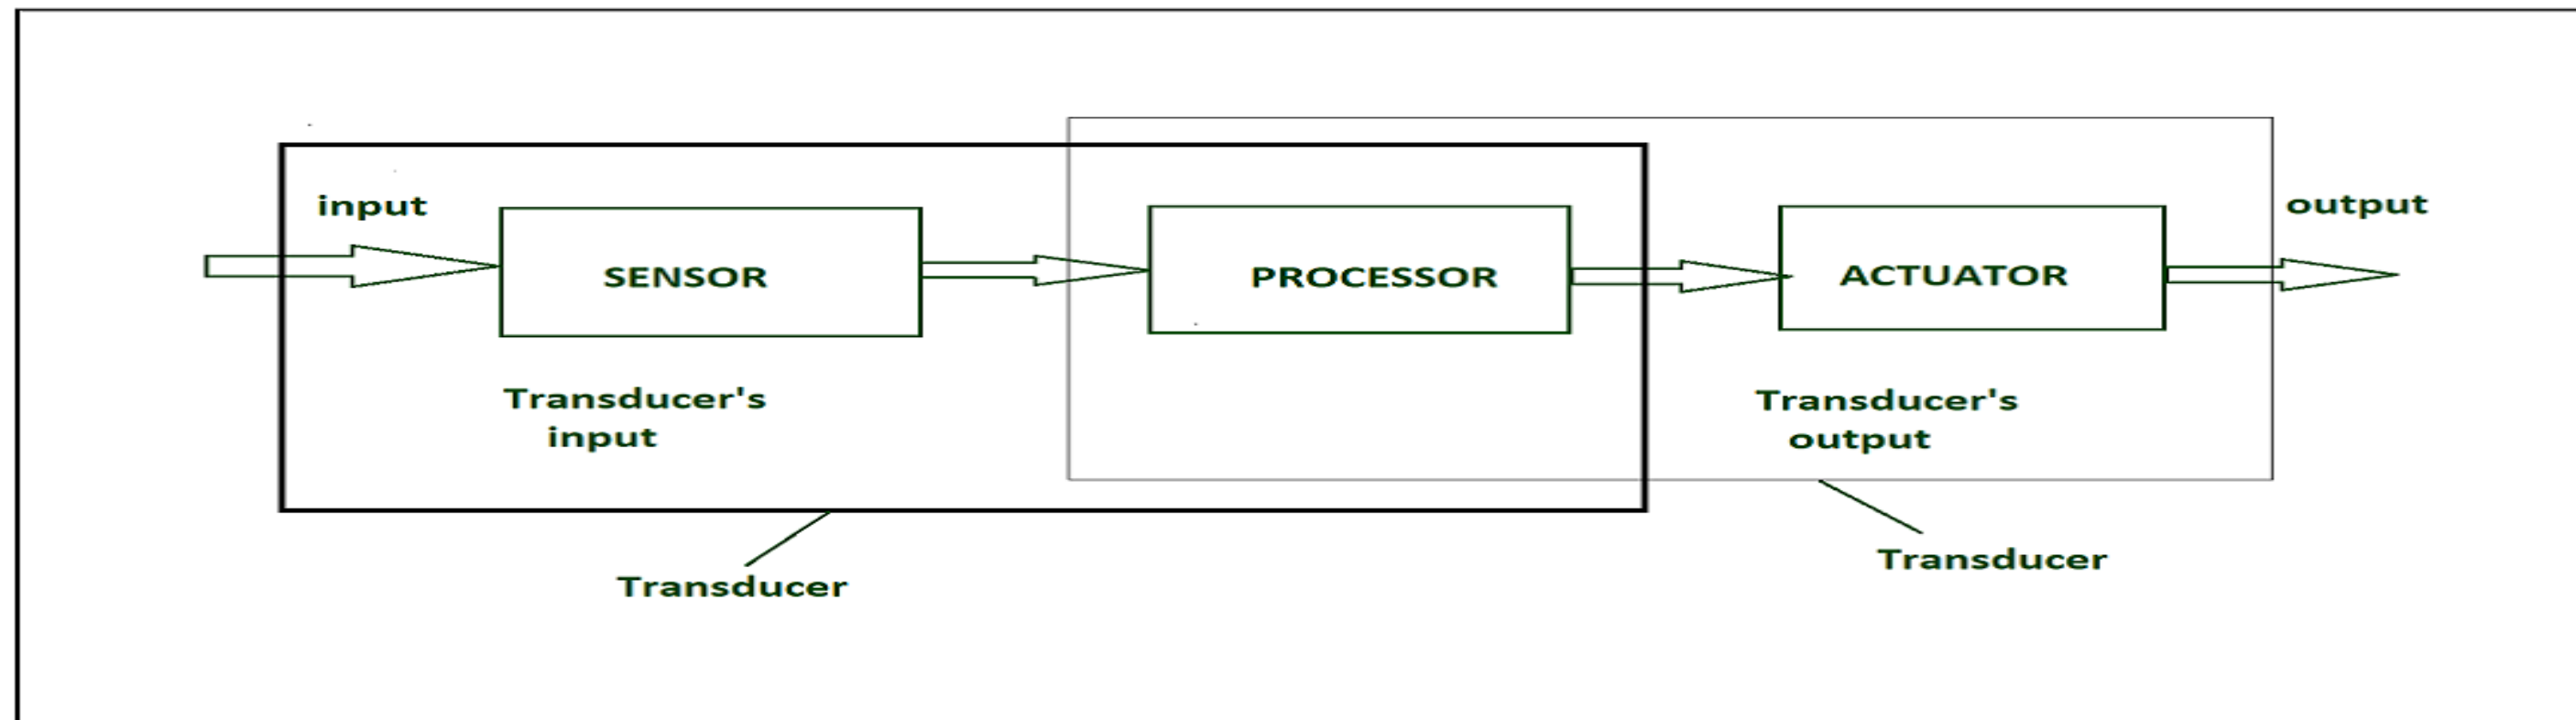 input
output
SENSOR
PROCESSOR
ACTUATOR
Transducer's
input
Transducer's
output
Transducer
Transducer